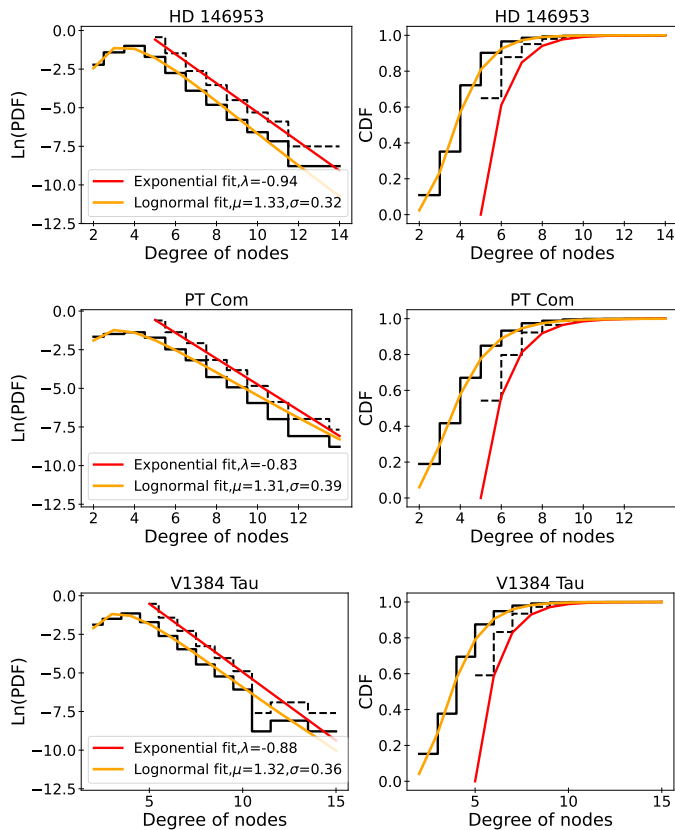 HD 146953
HD 146953
Ln(PDF)
0.0
−2.5
−5.0
−7.5
−10.0
−12.5
Exponential fit,λ=-0.94
Lognormal fit,μ=1.33,σ=0.32
2 4 6 8 10 12 14
Degree of nodes
CDF
1.0
0.8
0.6
0.4
0.2
0.0
2 4 6 8 10 12 14
Degree of nodes
PT Com
PT Com
Ln(PDF)
0.0
−2.5
−5.0
−7.5
−10.0
−12.5
Exponential fit,λ=-0.83
Lognormal fit,μ=1.31,σ=0.39
2 4 6 8 10 12
Degree of nodes
CDF
1.0
0.8
0.6
0.4
0.2
0.0
2 4 6 8 10 12
Degree of nodes
V1384 Tau
V1384 Tau
Ln(PDF)
0.0
−2.5
−5.0
−7.5
−10.0
−12.5
Exponential fit,λ=-0.88
Lognormal fit,μ=1.32,σ=0.36
5 10 15
Degree of nodes
CDF
1.0
0.8
0.6
0.4
0.2
0.0
5 10 15
Degree of nodes